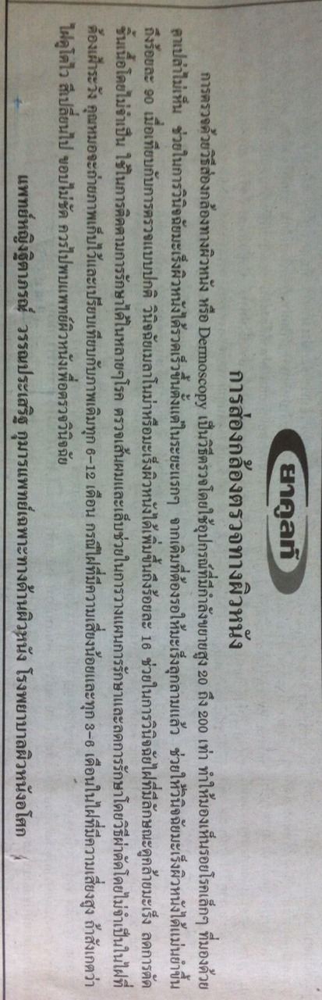 ยาคูลท์
การส่องกล้องตรวจทางผิวหนัง
การตรวจด้วยวิธีส่องกล้องทางผิวหนัง หรือ Dermoscopy เป็นวิธีตรวจโดยใช้อุปกรณ์ที่มีกำลังขยายสูง 20 ถึง 200 เท่า ทำให้มองเห็นรอยโรคเล็กๆ ที่มองด้วย
ตาเปล่าไม่เห็น ช่วยในการวินิจฉัยมะเร็งผิวหนังได้รวดเร็วขึ้นตั้งแต่ในระยะแรกๆ จากเดิมที่ต้องรอให้มะเร็งลุกลามแล้ว ช่วยให้วินิจฉัยมะเร็งผิวหนังได้แม่นยำขึ้น
ถึงร้อยละ 90 เมื่อเทียบกับการตรวจแบบปกติ วินิจฉัยเมลาโนม่าหรือมะเร็งผิวหนังได้เพิ่มขึ้นถึงร้อยละ 16 ช่วยในการวินิจฉัยไฝที่มีลักษณะดูคล้ายมะเร็ง ลดการตัด
ชิ้นเนื้อโดยไม่จำเป็น ใช้ในการติดตามการรักษาได้ในหลายๆโรค ตรวจเส้นผมและเล็บช่วยในการวางแผนการรักษาและลดการรักษาโดยวิธีผ่าตัดโดยไม่จำเป็นในไฝที่
ต้องเฝ้าระวัง คุณหมอจะถ่ายภาพเก็บไว้และเปรียบเทียบกับภาพเดิมทุก 6-12 เดือน กรณีไฝที่มีความเสี่ยงน้อยและทุก 3-6 เดือนในไฝที่มีความเสี่ยงสูง ถ้าสังเกตว่า
ไฝดูโตไว สีเปลี่ยนไป ขอบไม่ชัด ควรไปพบแพทย์ผิวหนังเพื่อตรวจวินิจฉัย
แพทย์หญิงฐิตาภรณ์ วรรณประเสริฐ กุมารแพทย์เฉพาะทางด้านผิวหนัง โรงพยาบาลผิวหนังอโศก